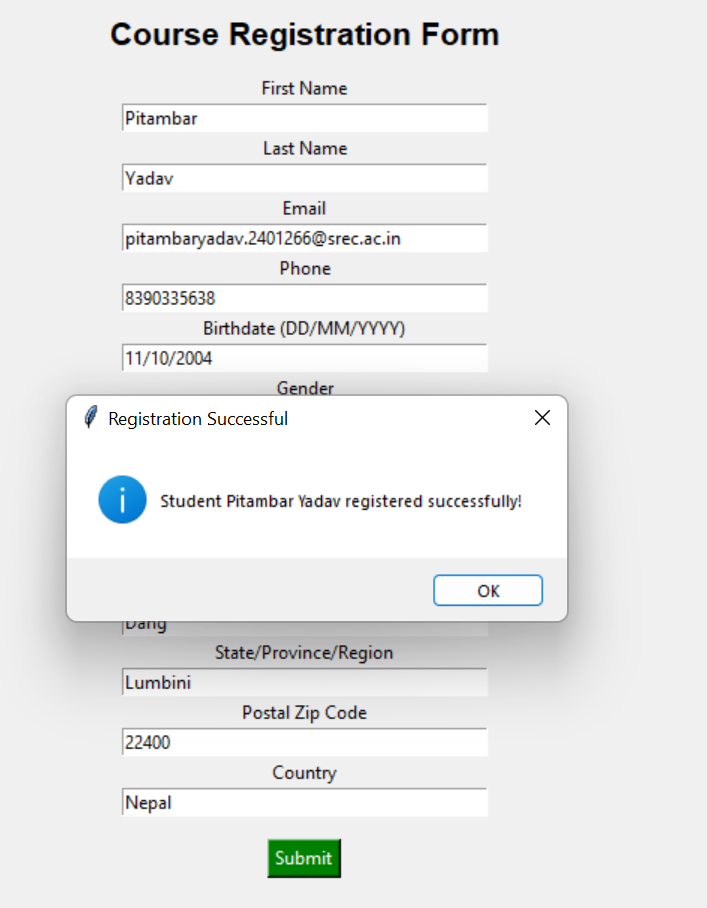 Course Registration Form
First Name
Pitambar
Last Name
Yadav
Email
pitambaryadav.2401266@srec.ac.in
Phone
8390335638
Birthdate (DD/MM/YYYY)
11/10/2004
Gender
Registration Successful
Student Pitambar Yadav registered successfully!
OK
Dang
State/Province/Region
Lumbini
Postal Zip Code
22400
Country
Nepal
Submit